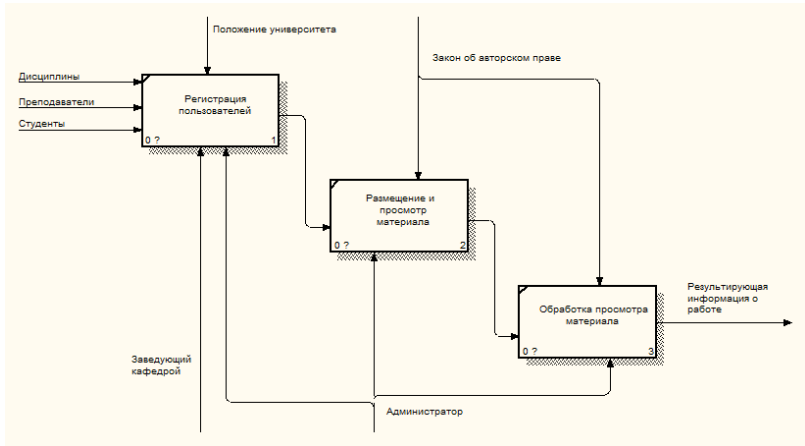 Положение университета
Закон об авторском праве
Дисциплины
Преподаватели
Студенты
Регистрация
пользователей
0 ?
1
Размещение и
просмотр
материала
0 ?
2
Результирующая
информация о
работе
Обработка просмотра
материала
0 ?
3
Заведующий
кафедрой
Администратор